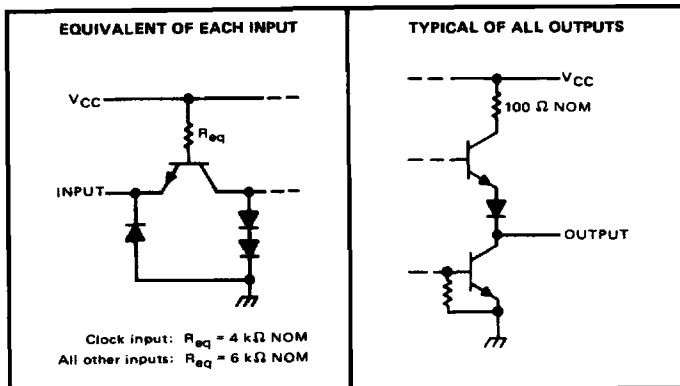 EQUIVALENT OF EACH INPUT
VCC
Req
INPUT
Clock input: Req = 4 kΩ NOM
All other inputs: Req = 6 kΩ NOM
TYPICAL OF ALL OUTPUTS
VCC
100 Ω NOM
OUTPUT